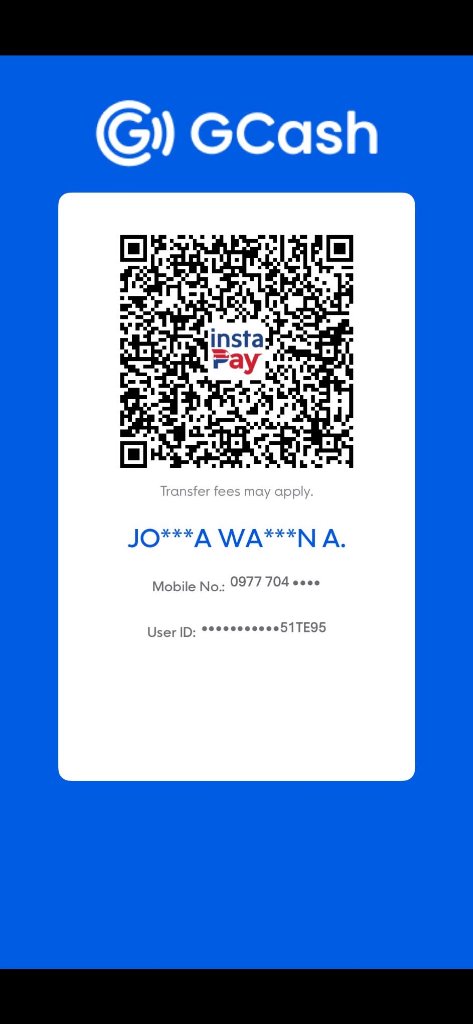 GCash
insta
Pay
Transfer fees may apply.
JO***A WA***N A.
Mobile No.: 0977 704 ••••
User ID: •••••••••••51TE95